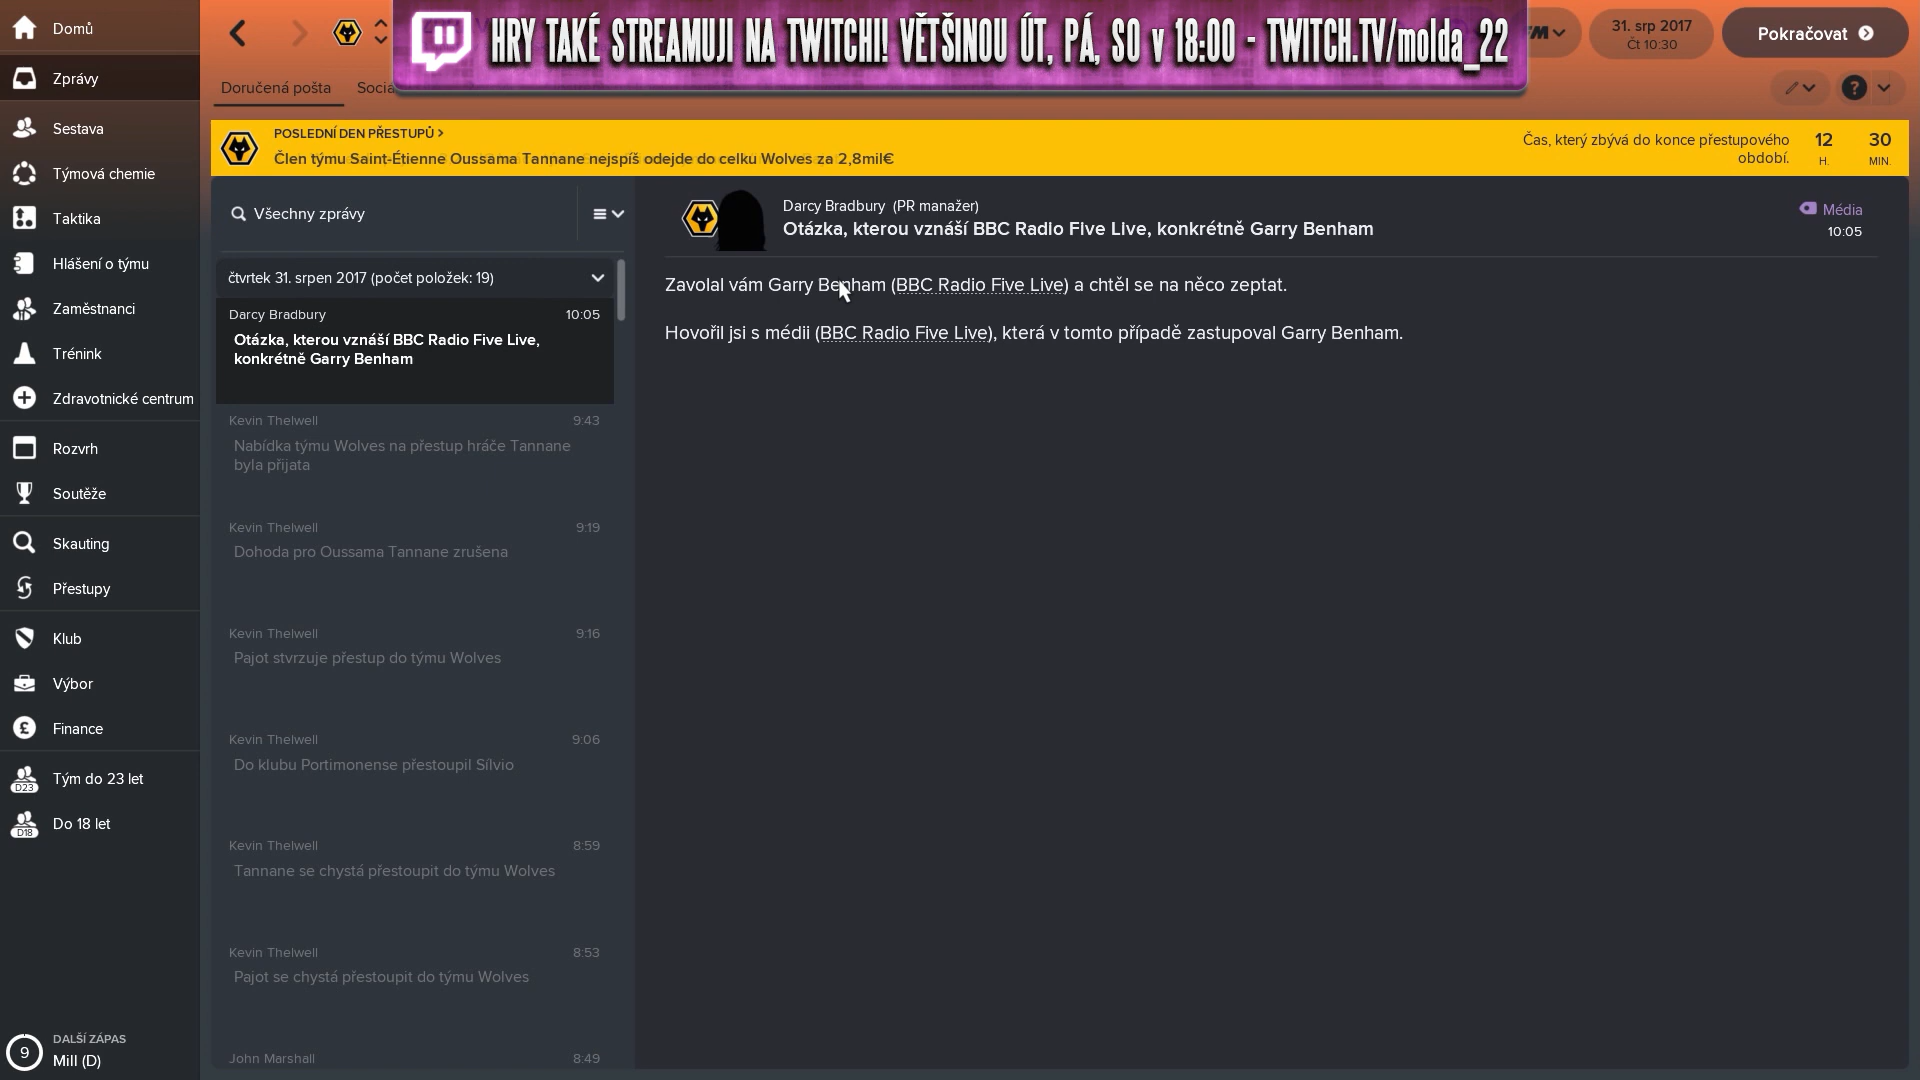 Domů
Zprávy
Sestava
Týmová chemie
Taktika
Hlášení o týmu
Zaměstnanci
Trénink
Zdravotnické centrum
Rozvrh
Soutěže
Skauting
Přestupy
Klub
Výbor
Finance
D23
Tým do 23 let
D18
Do 18 let
9
DALŠÍ ZÁPAS
Mill (D)
HRY TAKÉ STREAMUJI NA TWITCHI! VĚTŠINOU ÚT, PÁ, SO v 18:00 - TWITCH.TV/molda_22
FM
31. srp 2017
Čt 10:30
Pokračovat
Doručená pošta
Socia
?
POSLEDNÍ DEN PŘESTUPŮ >
Člen týmu Saint-Étienne Oussama Tannane nejspíš odejde do celku Wolves za 2,8mil€
Čas, který zbývá do konce přestupového
období.
12
H.
30
MIN.
Všechny zprávy
čtvrtek 31. srpen 2017 (počet položek: 19)
Darcy Bradbury
10:05
Otázka, kterou vznáší BBC Radio Five Live,
konkrétně Garry Benham
Kevin Thelwell
9:43
Nabídka týmu Wolves na přestup hráče Tannane
byla přijata
Kevin Thelwell
9:19
Dohoda pro Oussama Tannane zrušena
Kevin Thelwell
9:16
Pajot stvrzuje přestup do týmu Wolves
Kevin Thelwell
9:06
Do klubu Portimonense přestoupil Sílvio
Kevin Thelwell
8:59
Tannane se chystá přestoupit do týmu Wolves
Kevin Thelwell
8:53
Pajot se chystá přestoupit do týmu Wolves
John Marshall
8:49
Darcy Bradbury (PR manažer)
Otázka, kterou vznáší BBC Radio Five Live, konkrétně Garry Benham
Média
10:05
Zavolal vám Garry Benham (BBC Radio Five Live) a chtěl se na něco zeptat.
Hovořil jsi s médii (BBC Radio Five Live), která v tomto případě zastupoval Garry Benham.